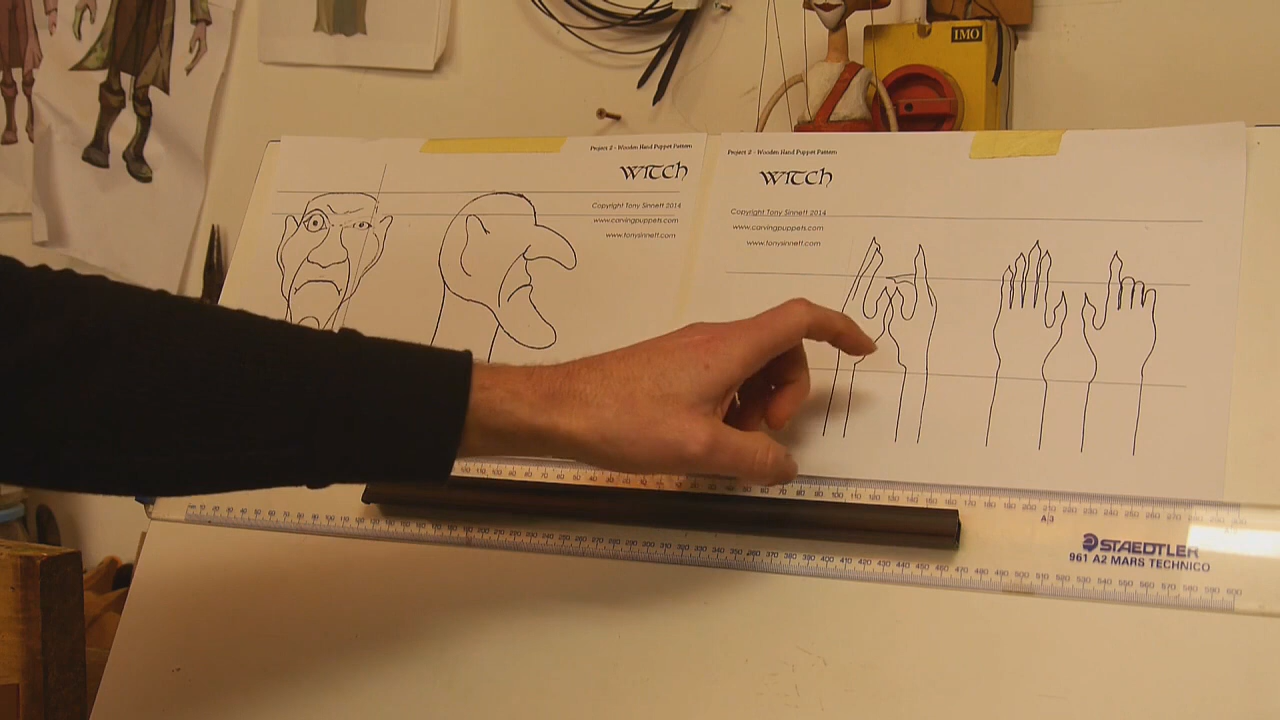 IMO
Project 2 - Wooden Hand Puppet Pattern
WITCH
Copyright Tony Sinnett 2014
www.carvingpuppets.com
www.tonysinnett.com
Project 2 - Wooden Hand Puppet Pattern
WITCH
Copyright Tony Sinnett 2014
www.carvingpuppets.com
www.tonysinnett.com
A3
STAEDTLER
961 A2 MARS TECHNICO